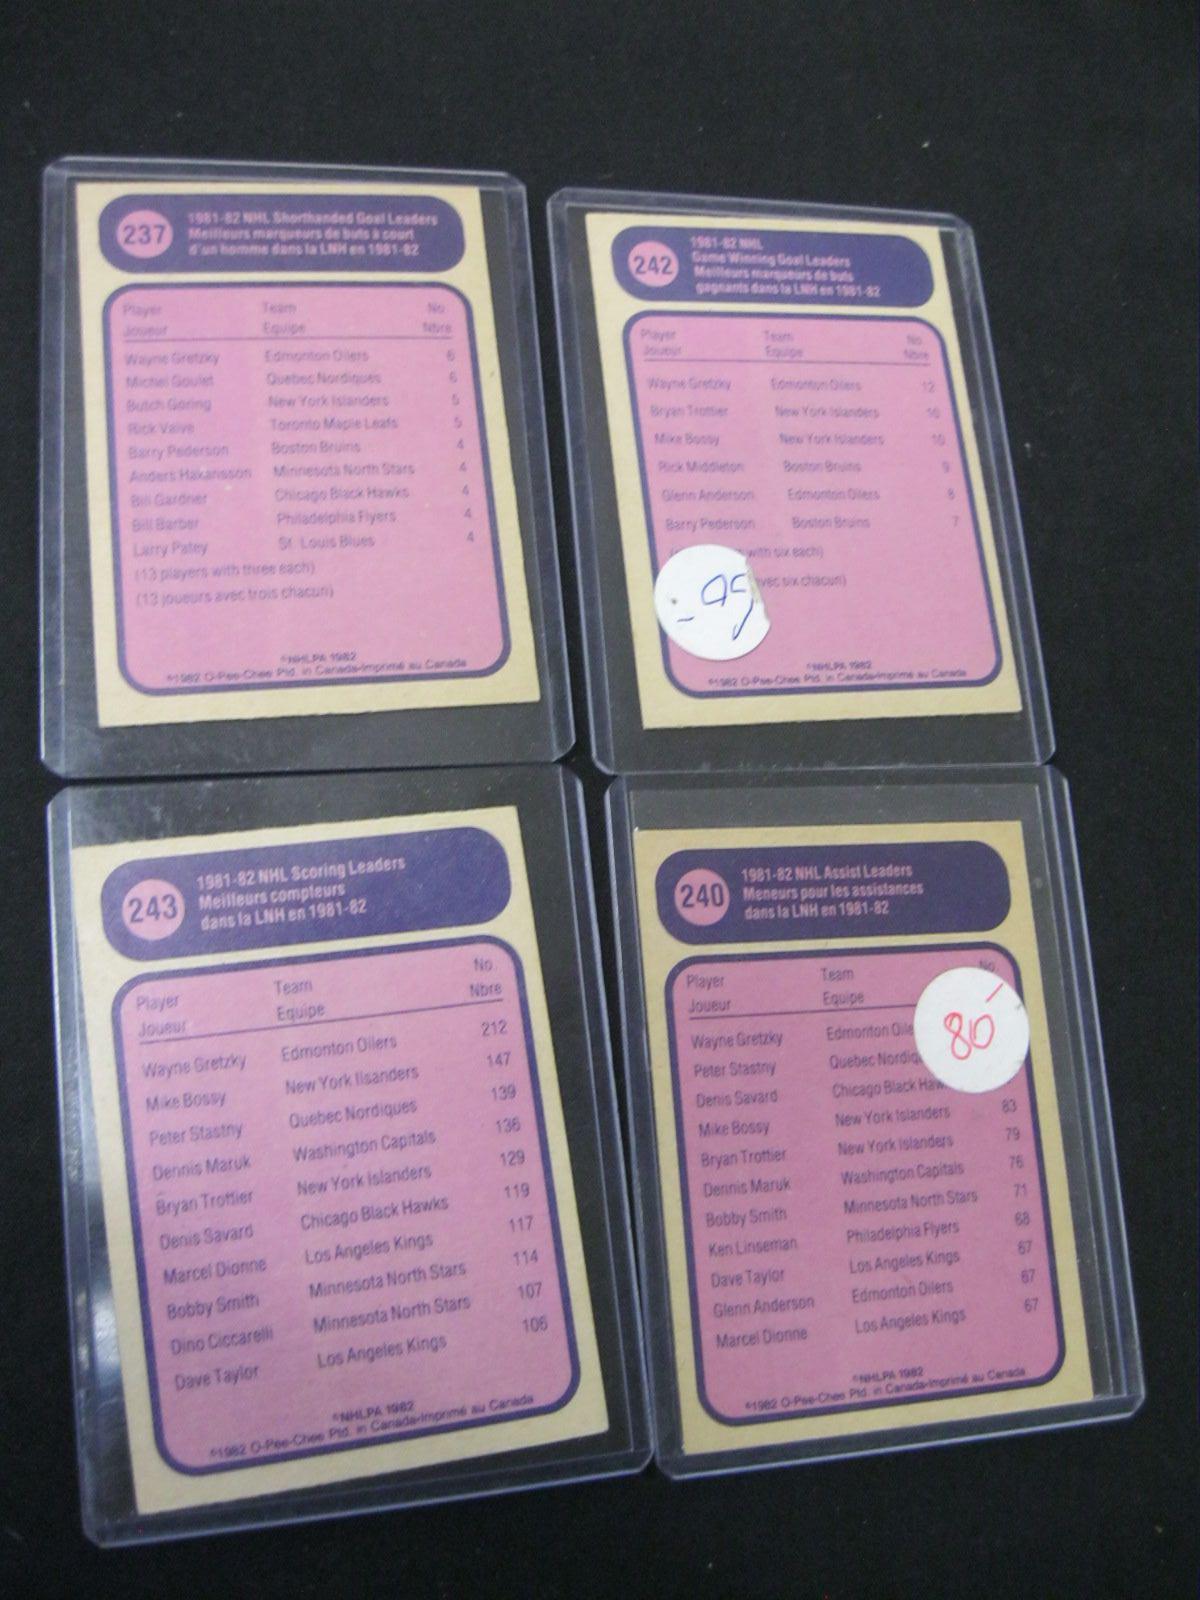 237
1981-82 NHL Shorthanded Goal Leaders
Meilleurs marqueurs de buts à court
d'un homme dans la LNH en 1981-82
Player Team No.
Joueur Equipe Nbre
Wayne Gretzky Edmonton Oilers 6
Michel Goulet Quebec Nordiques 6
Butch Goring New York Islanders 5
Rick Vaive Toronto Maple Leafs 5
Barry Pederson Boston Bruins 4
Anders Hakansson Minnesota North Stars 4
Bill Gardner Chicago Black Hawks 4
Bill Barber Philadelphia Flyers 4
Larry Patey St. Louis Blues 4
(13 players with three each)
(13 joueurs avec trois chacun)
©NHLPA 1982
©1982 O-Pee-Chee Ptd. in Canada-Imprimé au Canada
242
1981-82 NHL
Game Winning Goal Leaders
Meilleurs marqueurs de buts
gagnants dans la LNH en 1981-82
Player Team No.
Joueur Equipe Nbre
Wayne Gretzky Edmonton Oilers 12
Bryan Trottier New York Islanders 10
Mike Bossy New York Islanders 10
Rick Middleton Boston Bruins 9
Glenn Anderson Edmonton Oilers 8
Barry Pederson Boston Bruins 7
with six each)
avec six chacun)
©NHLPA 1982
©1982 O-Pee-Chee Ptd. in Canada-Imprimé au Canada
243
1981-82 NHL Scoring Leaders
Meilleurs compteurs
dans la LNH en 1981-82
Player Team No.
Joueur Equipe Nbre
Wayne Gretzky Edmonton Oilers 212
Mike Bossy New York Ilsanders 147
Peter Stastny Quebec Nordiques 139
Dennis Maruk Washington Capitals 136
Bryan Trottier New York Islanders 129
Denis Savard Chicago Black Hawks 119
Marcel Dionne Los Angeles Kings 117
Bobby Smith Minnesota North Stars 114
Dino Ciccarelli Minnesota North Stars 107
Dave Taylor Los Angeles Kings 106
©NHLPA 1982
©1982 O-Pee-Chee Ptd. in Canada-Imprimé au Canada
240
1981-82 NHL Assist Leaders
Meneurs pour les assistances
dans la LNH en 1981-82
Player Team No.
Joueur Equipe
80
Wayne Gretzky Edmonton Oile
Peter Stastny Quebec Nordiq
Denis Savard Chicago Black Haw
Mike Bossy New York Islanders 83
Bryan Trottier New York Islanders 79
Dennis Maruk Washington Capitals 76
Bobby Smith Minnesota North Stars 71
Ken Linseman Philadelphia Flyers 68
Dave Taylor Los Angeles Kings 67
Glenn Anderson Edmonton Oilers 67
Marcel Dionne Los Angeles Kings 67
©NHLPA 1982
©1982 O-Pee-Chee Ptd. in Canada-Imprimé au Canada